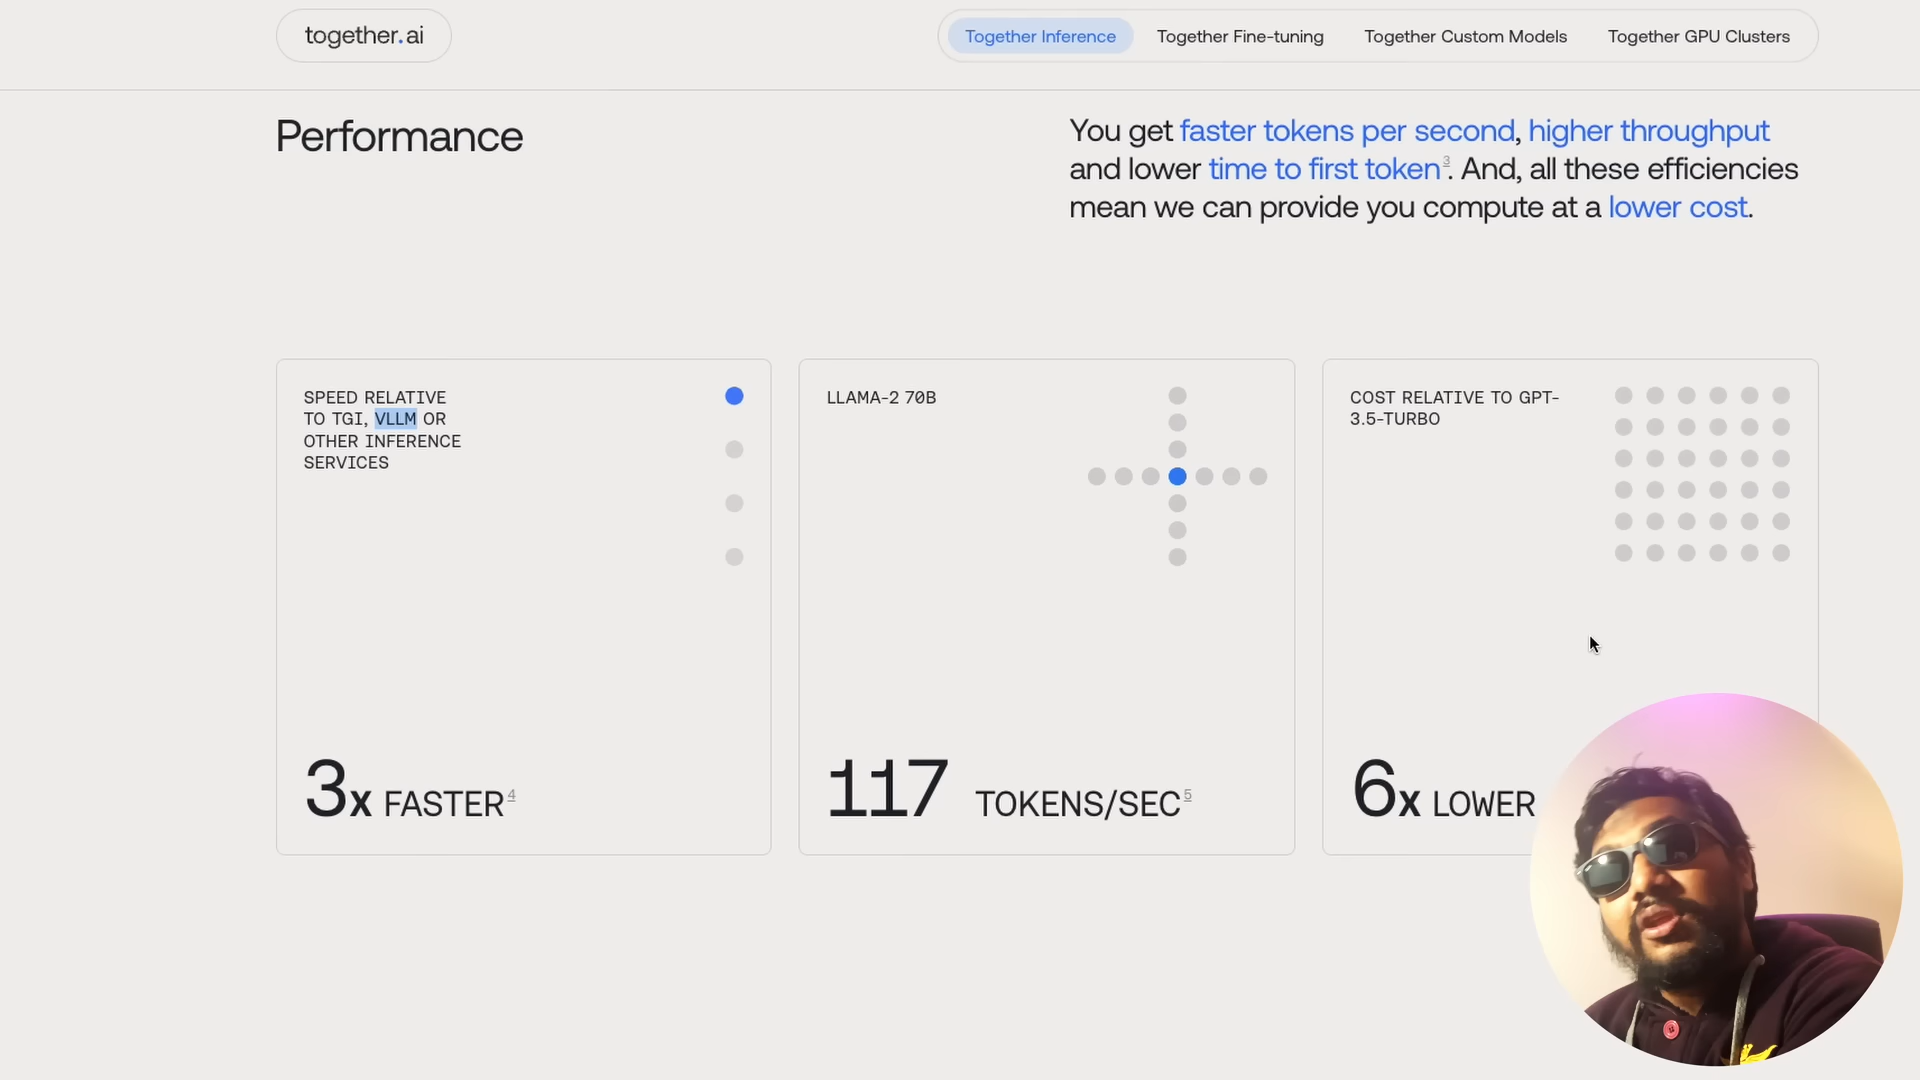 together.ai
Together Inference
Together Fine-tuning
Together Custom Models
Together GPU Clusters
Performance
You get faster tokens per second, higher throughput
and lower time to first token3. And, all these efficiencies
mean we can provide you compute at a lower cost.
SPEED RELATIVE
TO TGI, VLLM OR
OTHER INFERENCE
SERVICES
3x FASTER4
LLAMA-2 70B
117 TOKENS/SEC5
COST RELATIVE TO GPT-
3.5-TURBO
6x LOWER